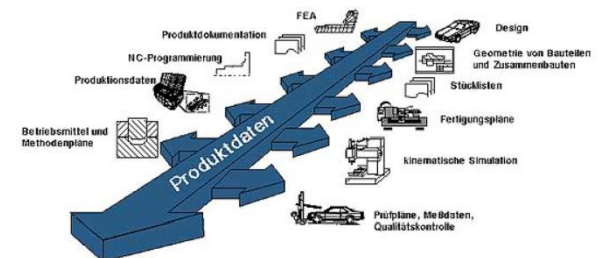 FEA
Produktdokumentation
Design
NC-Programmierung
Geometrie von Bauteilen
und Zusammenbauten
Produktionsdaten
Stücklisten
Betriebsmittel und
Methodenpläne
Fertigungspläne
Produktdaten
kinematische Simulation
Prüfpläne, Meßdaten,
Qualitätskontrolle